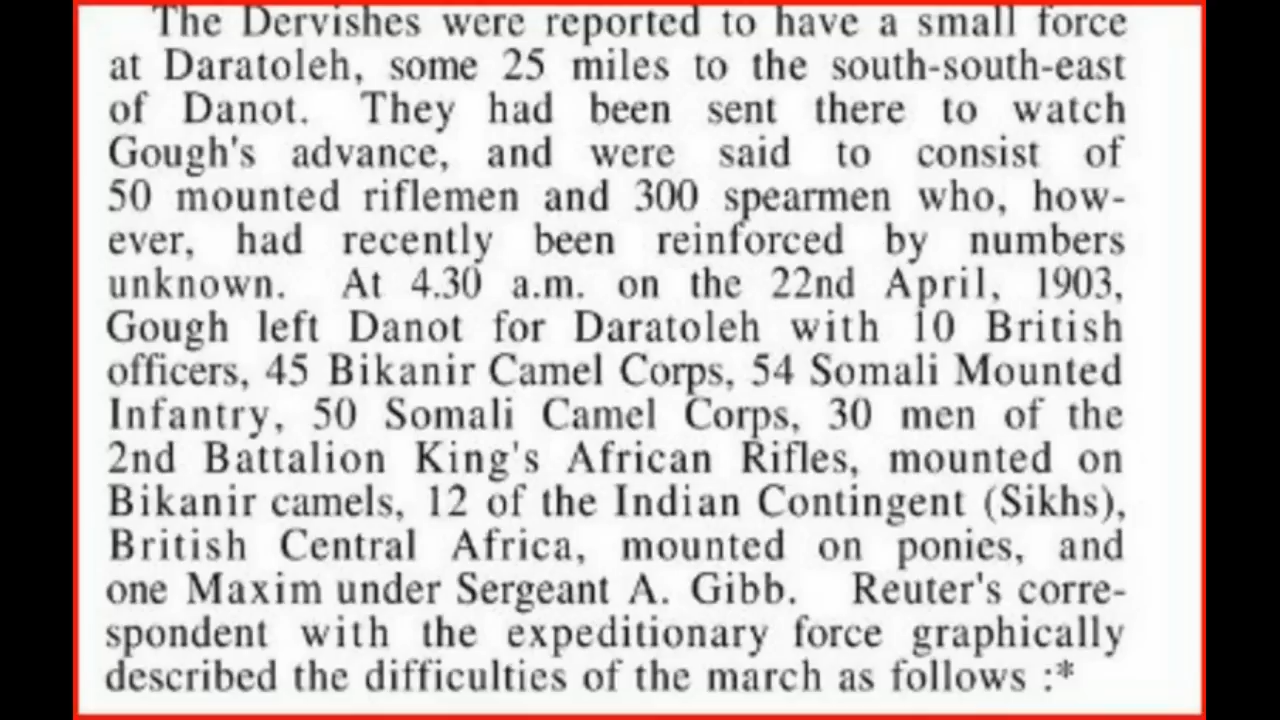 The Dervishes were reported to have a small force
at Daratoleh, some 25 miles to the south-south-east
of Danot. They had been sent there to watch
Gough's advance, and were said to consist of
50 mounted riflemen and 300 spearmen who, how-
ever, had recently been reinforced by numbers
unknown. At 4.30 a.m. on the 22nd April, 1903,
Gough left Danot for Daratoleh with 10 British
officers, 45 Bikanir Camel Corps, 54 Somali Mounted
Infantry, 50 Somali Camel Corps, 30 men of the
2nd Battalion King's African Rifles, mounted on
Bikanir camels, 12 of the Indian Contingent (Sikhs),
British Central Africa, mounted on ponies, and
one Maxim under Sergeant A. Gibb. Reuter's corre-
spondent with the expeditionary force graphically
described the difficulties of the march as follows :*